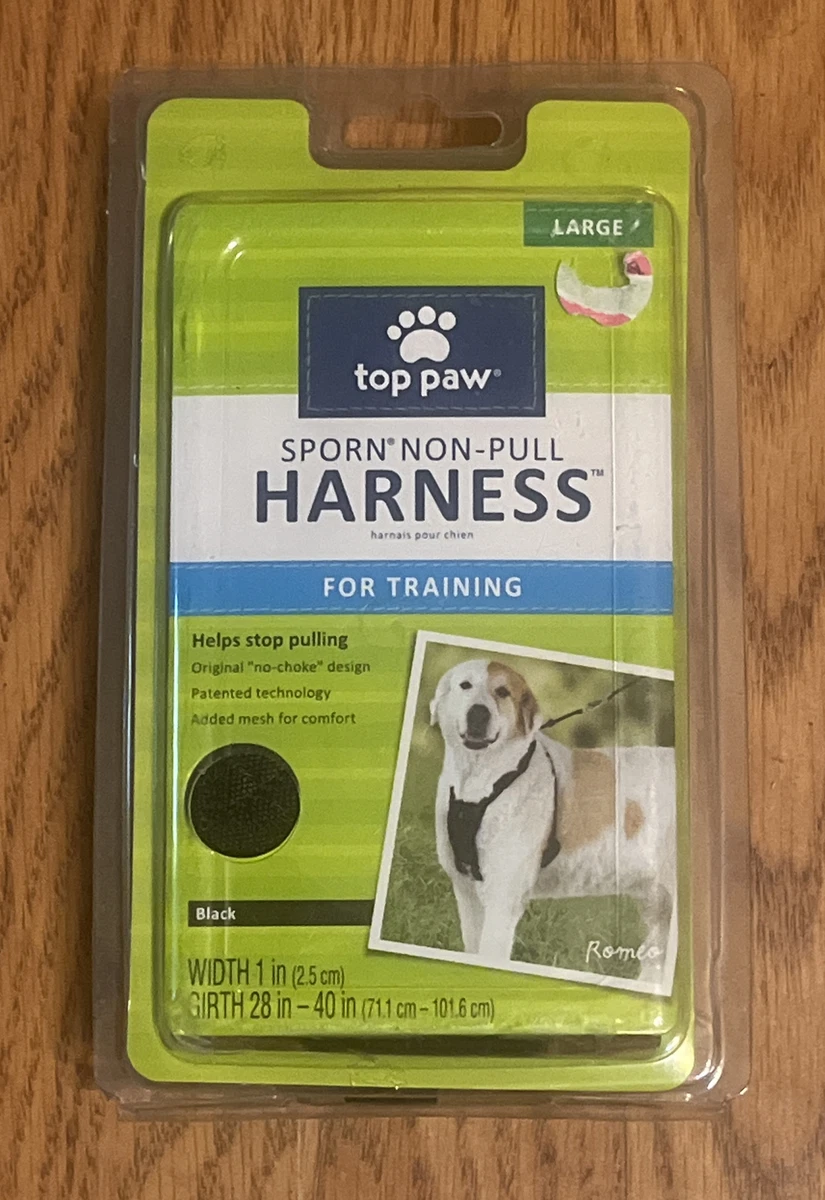 LARGE
top paw®
SPORN® NON-PULL
HARNESS™
harnais pour chien
FOR TRAINING
Helps stop pulling
Original "no-choke" design
Patented technology
Added mesh for comfort
Black
Romeo
WIDTH 1 in (2.5 cm)
GIRTH 28 in – 40 in (71.1 cm – 101.6 cm)